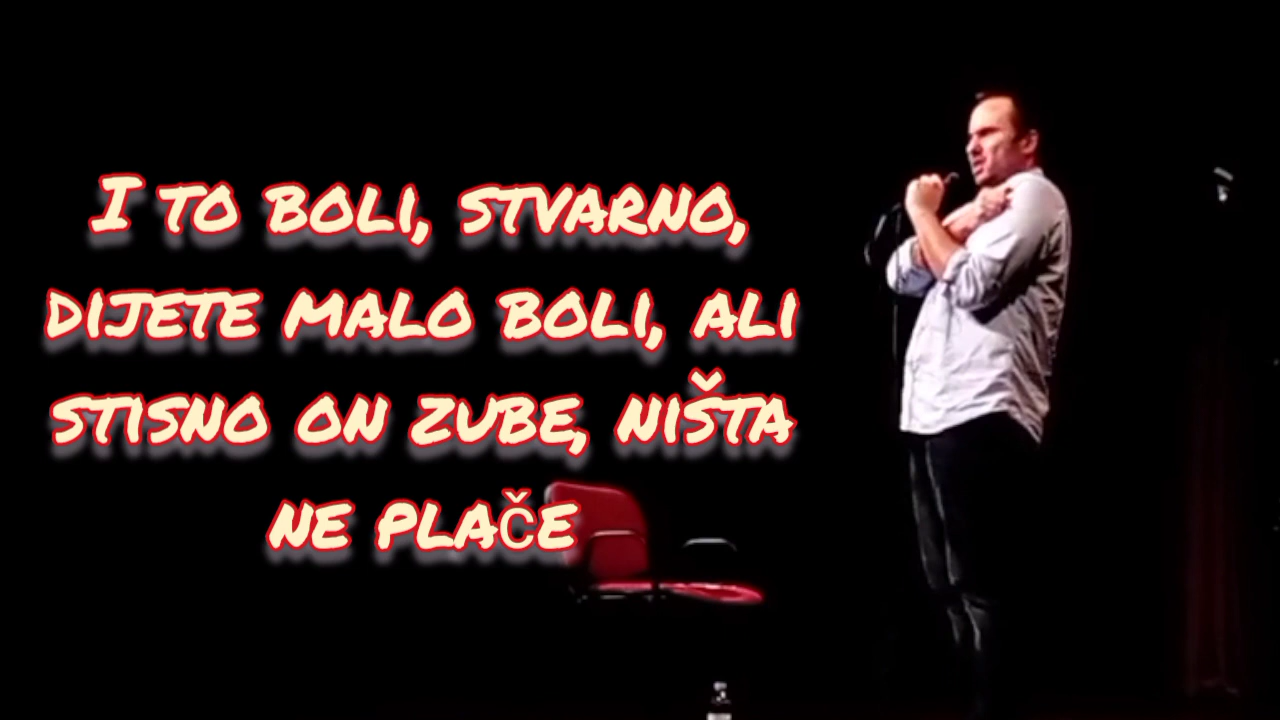 I TO BOLI, STVARNO,
DIJETE MALO BOLI, ALI
STISNO ON ZUBE, NIŠTA
NE PLAČE